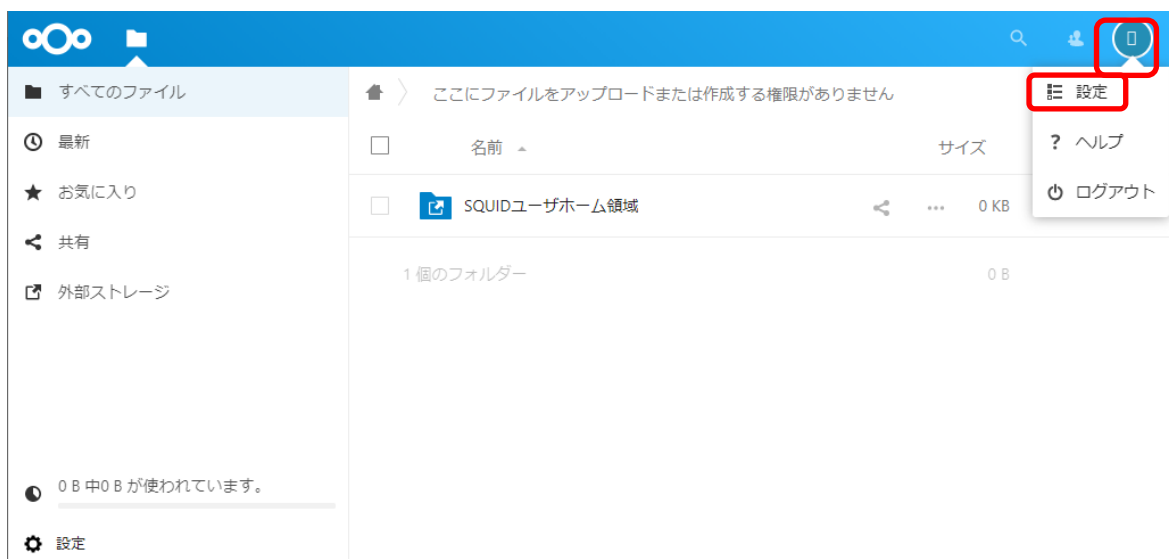 すべてのファイル
最新
お気に入り
共有
外部ストレージ
0 B 中0 B が使われています。
設定
ここにファイルをアップロードまたは作成する権限がありません
名前 サイズ
SQUIDユーザホーム領域 ... 0 KB
1 個のフォルダー 0 B
設定
? ヘルプ
ログアウト